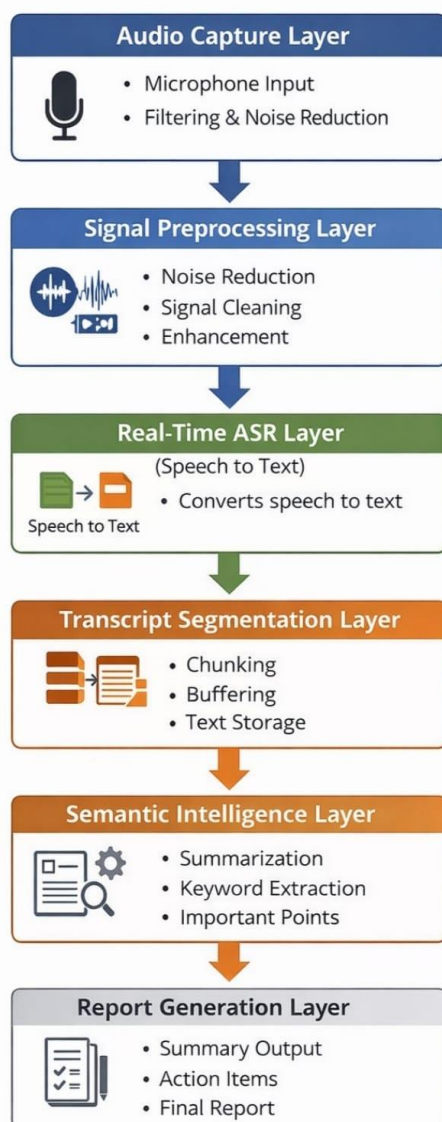 Audio Capture Layer
• Microphone Input
• Filtering & Noise Reduction
Signal Preprocessing Layer
• Noise Reduction
• Signal Cleaning
• Enhancement
Real-Time ASR Layer
(Speech to Text)
• Converts speech to text
Speech to Text
Transcript Segmentation Layer
• Chunking
• Buffering
• Text Storage
Semantic Intelligence Layer
• Summarization
• Keyword Extraction
• Important Points
Report Generation Layer
• Summary Output
• Action Items
• Final Report